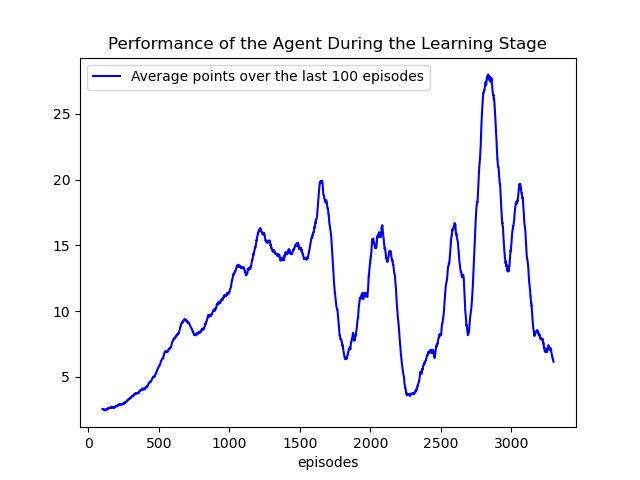 Performance of the Agent During the Learning Stage
Average points over the last 100 episodes
25
20
15
10
5
0 500 1000 1500 2000 2500 3000
episodes